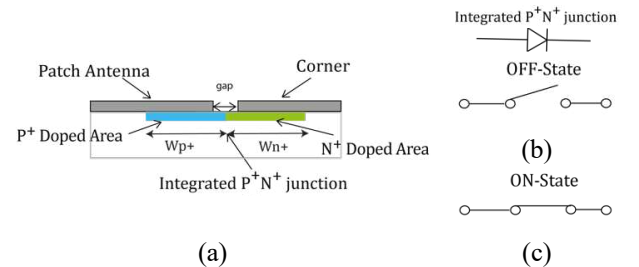 Patch Antenna
gap
Corner
P⁺ Doped Area
Wp+
Wn+
N⁺ Doped Area
Integrated P⁺N⁺ junction
(a)
Integrated P⁺N⁺ junction
OFF-State
(b)
ON-State
(c)